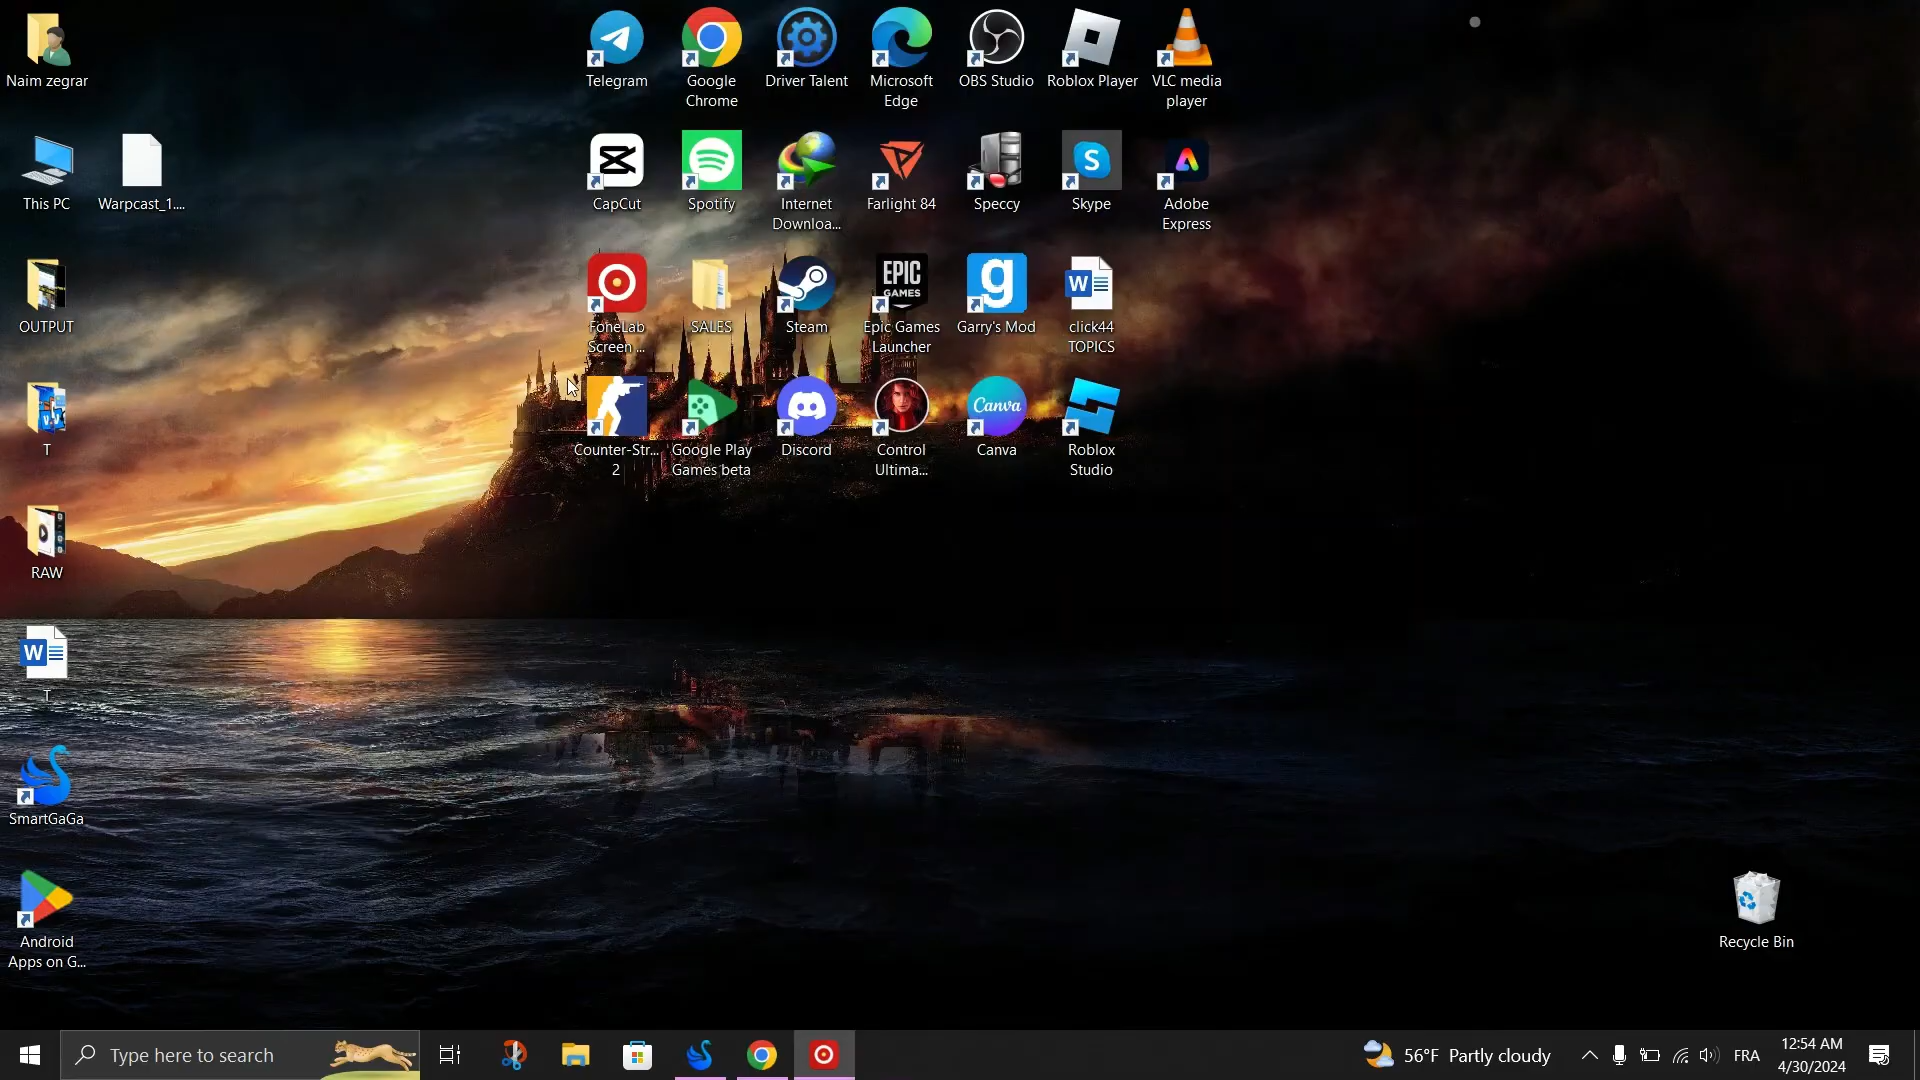 Naim zegrar
Telegram
Google
Chrome
Driver Talent
Microsoft
Edge
OBS Studio
Roblox Player
VLC media
player
This PC
Warpcast_1....
CapCut
Spotify
Internet
Downloa...
Farlight 84
Speccy
S
Skype
Adobe
Express
OUTPUT
FoneLab
Screen ...
SALES
Steam
EPIC
GAMES
Epic Games
Launcher
g
Garry's Mod
W
click44
TOPICS
T
Counter-Str...
2
Google Play
Games beta
Discord
Control
Ultima...
Canva
Canva
Roblox
Studio
RAW
W
T
SmartGaGa
Android
Apps on G...
Recycle Bin
Type here to search
56°F Partly cloudy
FRA
12:54 AM
4/30/2024